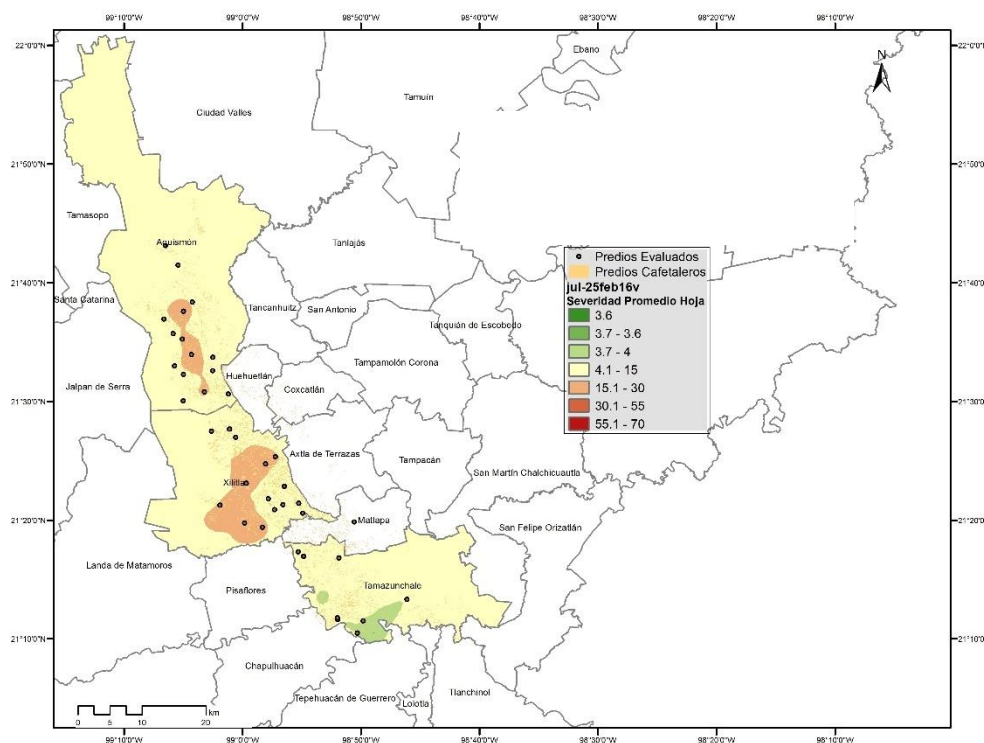 99°10'0"W 99°0'0"W 98°50'0"W 98°40'0"W 98°30'0"W 98°20'0"W 98°10'0"W
22°0'0"N 22°0'0"N
Ebano
N
Tamuín
Ciudad Valles
21°50'0"N 21°50'0"N
Tamasopo
Aquismón
Tanlajás
Predios Evaluados
Predios Cafetaleros
jul-25feb16v
Severidad Promedio Hoja
3.6
3.7 - 3.6
3.7 - 4
4.1 - 15
15.1 - 30
30.1 - 55
55.1 - 70
21°40'0"N 21°40'0"N
Santa Catarina
Tancanhuitz
San Antonio
Tanquián de Escobedo
Tampamolón Corona
Jalpan de Serra
Huehuetlán
Coxcatlán
21°30'0"N 21°30'0"N
Axtla de Terrazas
Tampacán
San Martín Chalchicuautla
Xilitla
21°20'0"N 21°20'0"N
Matlapa
San Felipe Orizatlán
Landa de Matamoros
Pisaflores
Tamazunchale
21°10'0"N 21°10'0"N
Chapulhuacán
Tepehuacán de Guerrero
Lolotla
Tlanchinol
0 5 10 20
km
99°10'0"W 99°0'0"W 98°50'0"W 98°40'0"W 98°30'0"W 98°20'0"W 98°10'0"W